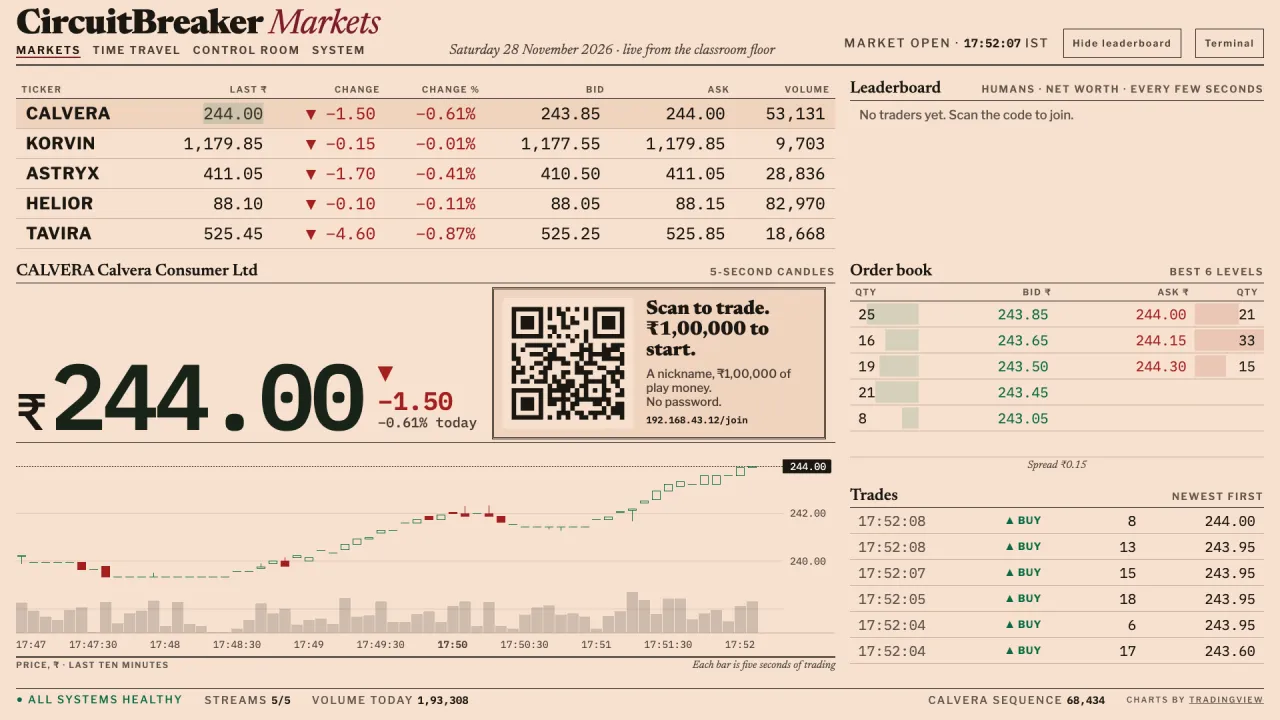 CircuitBreaker Markets
MARKETS TIME TRAVEL CONTROL ROOM SYSTEM
Saturday 28 November 2026 · live from the classroom floor
MARKET OPEN · 17:52:07 IST
Hide leaderboard
Terminal
TICKER LAST ₹ CHANGE CHANGE % BID ASK VOLUME
CALVERA 244.00 ▼ −1.50 −0.61% 243.85 244.00 53,131
KORVIN 1,179.85 ▼ −0.15 −0.01% 1,177.55 1,179.85 9,703
ASTRYX 411.05 ▼ −1.70 −0.41% 410.50 411.05 28,836
HELIOR 88.10 ▼ −0.10 −0.11% 88.05 88.15 82,970
TAVIRA 525.45 ▼ −4.60 −0.87% 525.25 525.85 18,668
Leaderboard HUMANS · NET WORTH · EVERY FEW SECONDS
No traders yet. Scan the code to join.
CALVERA Calvera Consumer Ltd 5-SECOND CANDLES
₹244.00
▼
−1.50
−0.61% today
Scan to trade.
₹1,00,000 to
start.
A nickname, ₹1,00,000 of
play money.
No password.
192.168.43.12/join
244.00
242.00
240.00
17:47 17:47:30 17:48 17:48:30 17:49 17:49:30 17:50 17:50:30 17:51 17:51:30 17:52
PRICE, ₹ · LAST TEN MINUTES
Each bar is five seconds of trading
Order book BEST 6 LEVELS
QTY BID ₹ ASK ₹ QTY
25 243.85 244.00 21
16 243.65 244.15 33
19 243.50 244.30 15
21 243.45
8 243.05
Spread ₹0.15
Trades NEWEST FIRST
17:52:08 ▲ BUY 8 244.00
17:52:08 ▲ BUY 13 243.95
17:52:07 ▲ BUY 15 243.95
17:52:05 ▲ BUY 18 243.95
17:52:04 ▲ BUY 6 243.95
17:52:04 ▲ BUY 17 243.60
● ALL SYSTEMS HEALTHY STREAMS 5/5 VOLUME TODAY 1,93,308
CALVERA SEQUENCE 68,434 CHARTS BY TRADINGVIEW